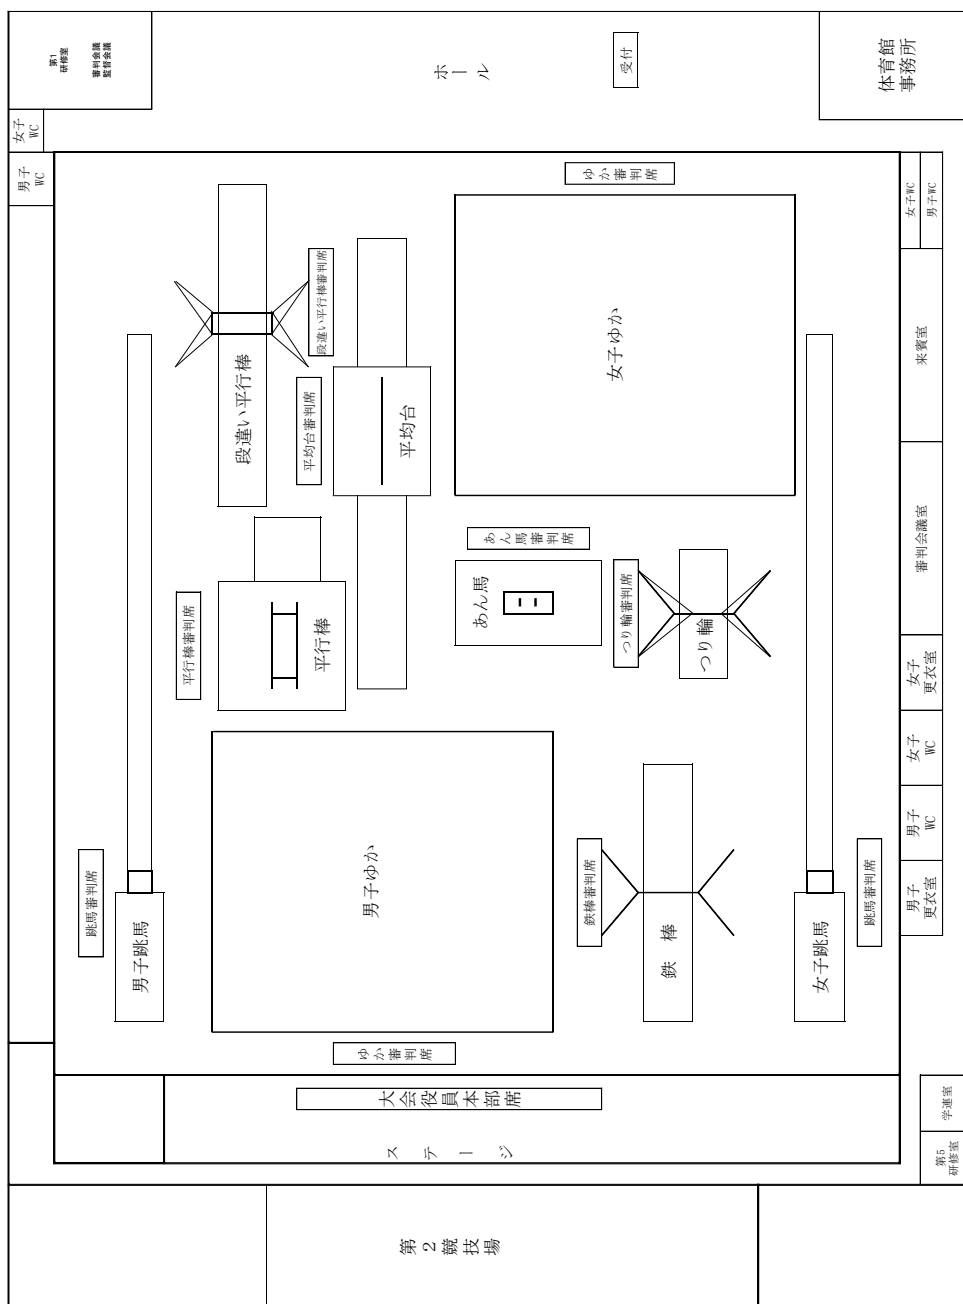 第1
研修室
審判会議
監督会議
ホール
受付
体育館
事務所
女子
WC
男子
WC
ゆか審判席
女子WC
男子WC
段違い平行棒審判席
段違い平行棒
平均台審判席
平均台
女子ゆか
来賓室
あん馬審判席
あん馬
つり輪審判席
つり輪
審判会議室
平行棒審判席
平行棒
女子
更衣室
女子
WC
男子
WC
男子
更衣室
男子ゆか
跳馬審判席
男子跳馬
鉄棒審判席
鉄 棒
女子跳馬
跳馬審判席
ゆか審判席
大会役員本部席
ステージ
学連室
第5
研修室
第2競技場